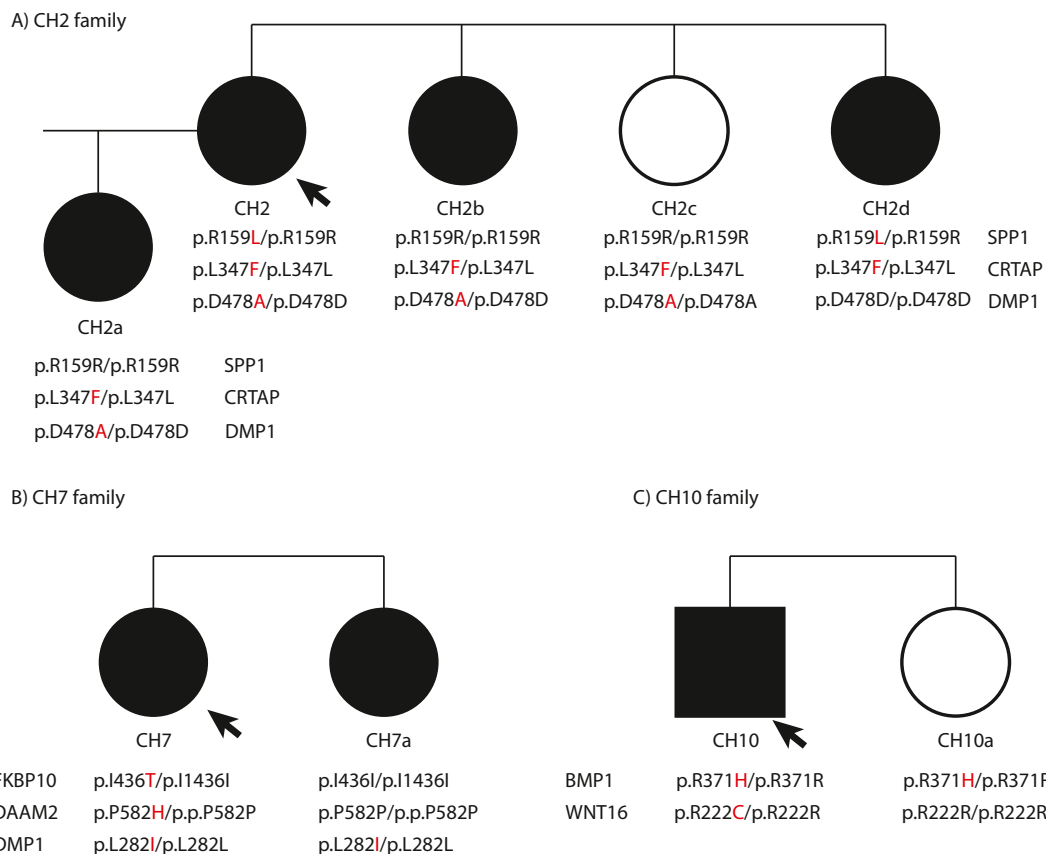 A) CH2 family
CH2 CH2b CH2c CH2d
p.R159L/p.R159R p.R159R/p.R159R p.R159R/p.R159R p.R159L/p.R159R SPP1
p.L347F/p.L347L p.L347F/p.L347L p.L347F/p.L347L p.L347F/p.L347L CRTAP
p.D478A/p.D478D p.D478A/p.D478D p.D478A/p.D478A p.D478D/p.D478D DMP1
CH2a
p.R159R/p.R159R SPP1
p.L347F/p.L347L CRTAP
p.D478A/p.D478D DMP1
B) CH7 family C) CH10 family
CH7 CH7a CH10 CH10a
FKBP10 p.I436T/p.I1436I p.I436I/p.I1436I BMP1 p.R371H/p.R371R p.R371H/p.R371R
DAAM2 p.P582H/p.p.P582P p.P582P/p.p.P582P WNT16 p.R222C/p.R222R p.R222R/p.R222R
DMP1 p.L282I/p.L282L p.L282I/p.L282L